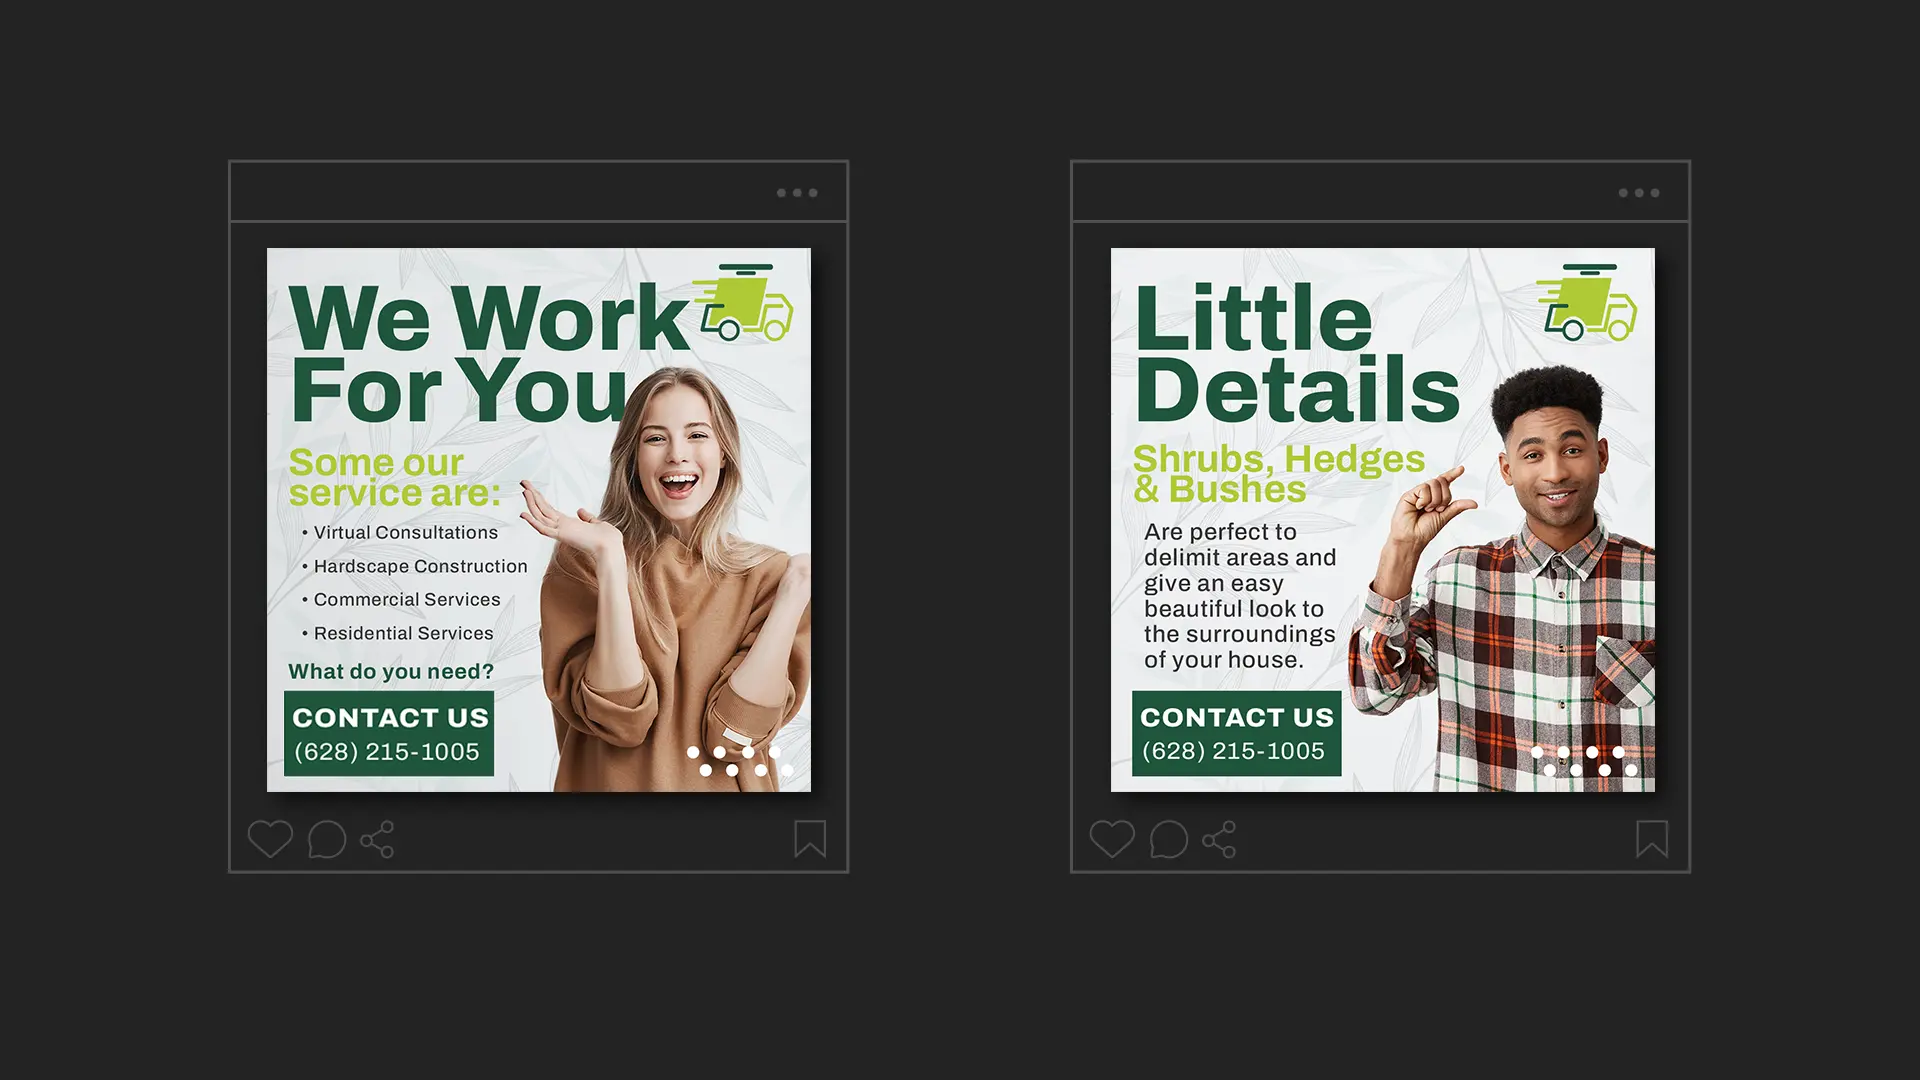 We Work
For You
Some our
service are:
• Virtual Consultations
• Hardscape Construction
• Commercial Services
• Residential Services
What do you need?
CONTACT US
(628) 215-1005
Little
Details
Shrubs, Hedges
& Bushes
Are perfect to
delimit areas and
give an easy
beautiful look to
the surroundings
of your house.
CONTACT US
(628) 215-1005